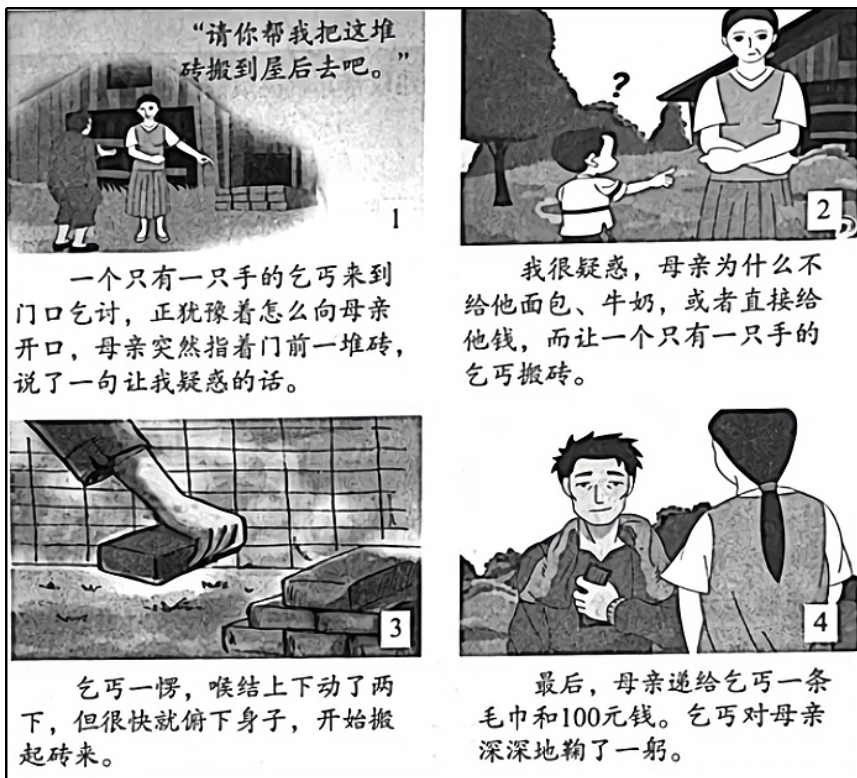 “请你帮我把这堆
砖搬到屋后去吧。”
1
一个只有一只手的乞丐来到
门口乞讨，正犹豫着怎么向母亲
开口，母亲突然指着门前一堆砖，
说了一句让我疑惑的话。
?
2
我很疑惑，母亲为什么不
给他面包、牛奶，或者直接给
他钱，而让一个只有一只手的
乞丐搬砖。
3
乞丐一愣，喉结上下动了两
下，但很快就俯下身子，开始搬
起砖来。
4
最后，母亲递给乞丐一条
毛巾和100元钱。乞丐对母亲
深深地鞠了一躬。